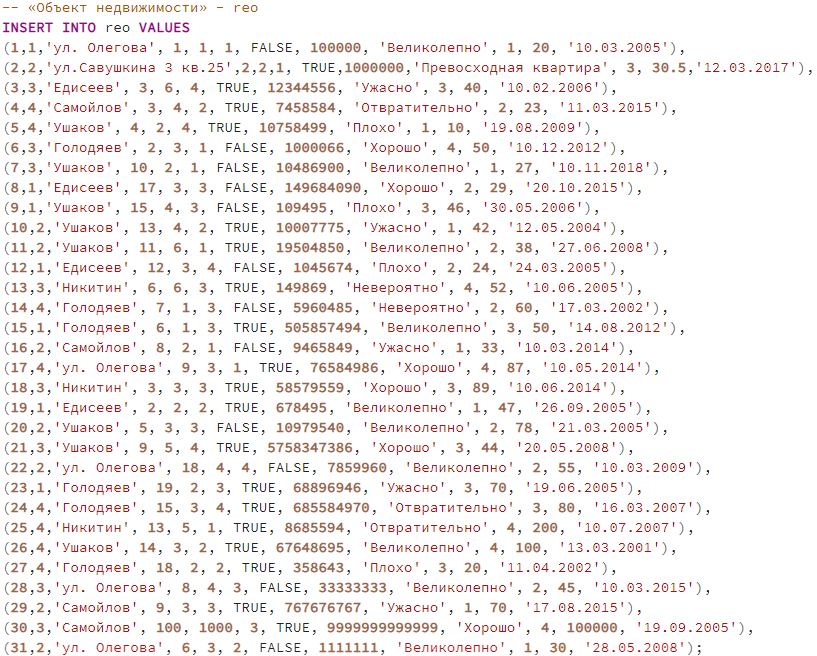 -- «Объект недвижимости» - reo
INSERT INTO reo VALUES
(1,1,'ул. Олегова', 1, 1, 1, FALSE, 100000, 'Великолепно', 1, 20, '10.03.2005'),
(2,2,'ул.Савушкина 3 кв.25',2,2,1, TRUE,1000000,'Превосходная квартира', 3, 30.5,'12.03.2017'),
(3,3,'Едисеев', 3, 6, 4, TRUE, 12344556, 'Ужасно', 3, 40, '10.02.2006'),
(4,4,'Самойлов', 3, 4, 2, TRUE, 7458584, 'Отвратительно', 2, 23, '11.03.2015'),
(5,4,'Ушаков', 4, 2, 4, TRUE, 10758499, 'Плохо', 1, 10, '19.08.2009'),
(6,3,'Голодяев', 2, 3, 1, FALSE, 1000066, 'Хорошо', 4, 50, '10.12.2012'),
(7,3,'Ушаков', 10, 2, 1, FALSE, 10486900, 'Великолепно', 1, 27, '10.11.2018'),
(8,1,'Едисеев', 17, 3, 3, FALSE, 149684090, 'Хорошо', 2, 29, '20.10.2015'),
(9,1,'Ушаков', 15, 4, 3, FALSE, 109495, 'Плохо', 3, 46, '30.05.2006'),
(10,2,'Ушаков', 13, 4, 2, TRUE, 10007775, 'Ужасно', 1, 42, '12.05.2004'),
(11,2,'Ушаков', 11, 6, 1, TRUE, 19504850, 'Великолепно', 2, 38, '27.06.2008'),
(12,1,'Едисеев', 12, 3, 4, FALSE, 1045674, 'Плохо', 2, 24, '24.03.2005'),
(13,3,'Никитин', 6, 6, 3, TRUE, 149869, 'Невероятно', 4, 52, '10.06.2005'),
(14,4,'Голодяев', 7, 1, 3, FALSE, 5960485, 'Невероятно', 2, 60, '17.03.2002'),
(15,1,'Голодяев', 6, 1, 3, TRUE, 505857494, 'Великолепно', 3, 50, '14.08.2012'),
(16,2,'Самойлов', 8, 2, 1, FALSE, 9465849, 'Ужасно', 1, 33, '10.03.2014'),
(17,4,'ул. Олегова', 9, 3, 1, TRUE, 76584986, 'Хорошо', 4, 87, '10.05.2014'),
(18,3,'Никитин', 3, 3, 3, TRUE, 58579559, 'Хорошо', 3, 89, '10.06.2014'),
(19,1,'Едисеев', 2, 2, 2, TRUE, 678495, 'Великолепно', 1, 47, '26.09.2005'),
(20,2,'Ушаков', 5, 3, 3, FALSE, 10979540, 'Великолепно', 2, 78, '21.03.2005'),
(21,3,'Ушаков', 9, 5, 4, TRUE, 5758347386, 'Хорошо', 3, 44, '20.05.2008'),
(22,2,'ул. Олегова', 18, 4, 4, FALSE, 7859960, 'Великолепно', 2, 55, '10.03.2009'),
(23,1,'Голодяев', 19, 2, 3, TRUE, 68896946, 'Ужасно', 3, 70, '19.06.2005'),
(24,4,'Голодяев', 15, 3, 4, TRUE, 685584970, 'Отвратительно', 3, 80, '16.03.2007'),
(25,4,'Никитин', 13, 5, 1, TRUE, 8685594, 'Отвратительно', 4, 200, '10.07.2007'),
(26,4,'Ушаков', 14, 3, 2, TRUE, 67648695, 'Великолепно', 4, 100, '13.03.2001'),
(27,4,'Голодяев', 18, 2, 2, TRUE, 358643, 'Плохо', 3, 20, '11.04.2002'),
(28,3,'ул. Олегова', 8, 4, 3, FALSE, 33333333, 'Великолепно', 2, 45, '10.03.2015'),
(29,2,'Самойлов', 9, 3, 3, TRUE, 767676767, 'Ужасно', 1, 70, '17.08.2015'),
(30,3,'Самойлов', 100, 1000, 3, TRUE, 9999999999999, 'Хорошо', 4, 100000, '19.09.2005'),
(31,2,'ул. Олегова', 6, 3, 2, FALSE, 1111111, 'Великолепно', 1, 30, '28.05.2008');